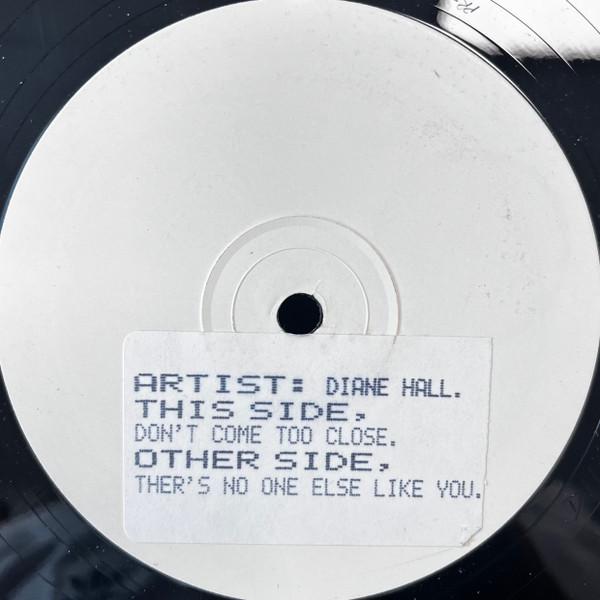 ARTIST: DIANE HALL.
THIS SIDE,
DON'T COME TOO CLOSE.
OTHER SIDE,
THER'S NO ONE ELSE LIKE YOU.